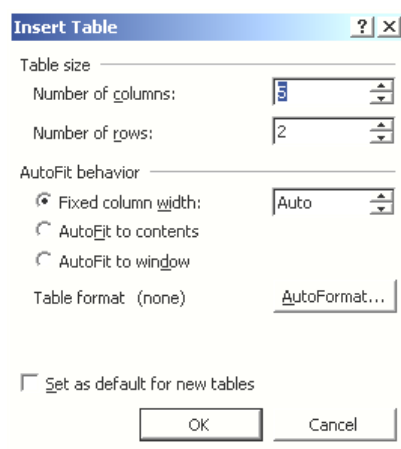 Insert Table ? ×
Table size
Number of columns: 5
Number of rows: 2
AutoFit behavior
Fixed column width: Auto
AutoFit to contents
AutoFit to window
Table format (none) AutoFormat...
Set as default for new tables
OK Cancel